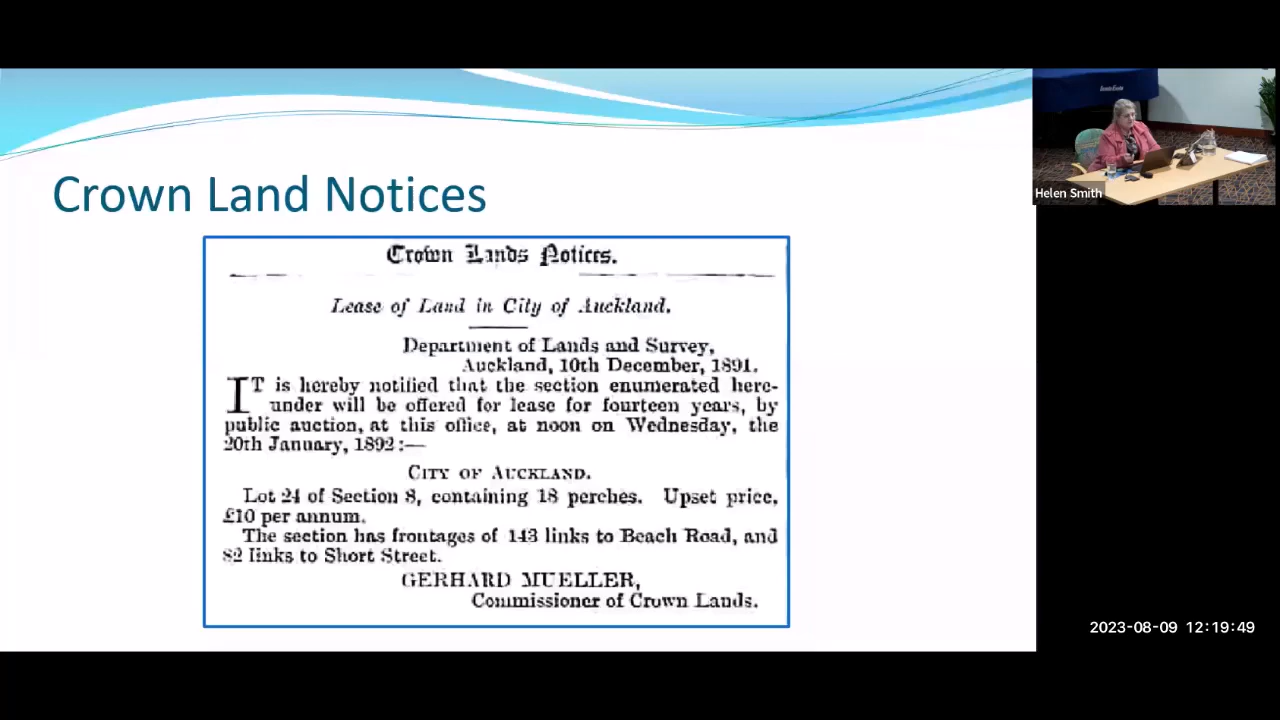 Crown Land Notices
Crown Lands Notices.
Lease of Land in City of Auckland.
Department of Lands and Survey,
Auckland, 10th December, 1891.
IT is hereby notified that the section enumerated here-
under will be offered for lease for fourteen years, by
public auction, at this office, at noon on Wednesday, the
20th January, 1892:—
CITY OF AUCKLAND.
Lot 24 of Section 8, containing 18 perches. Upset price,
£10 per annum.
The section has frontages of 143 links to Beach Road, and
82 links to Short Street.
GERHARD MUELLER,
Commissioner of Crown Lands.
Helen Smith
2023-08-09 12:19:49